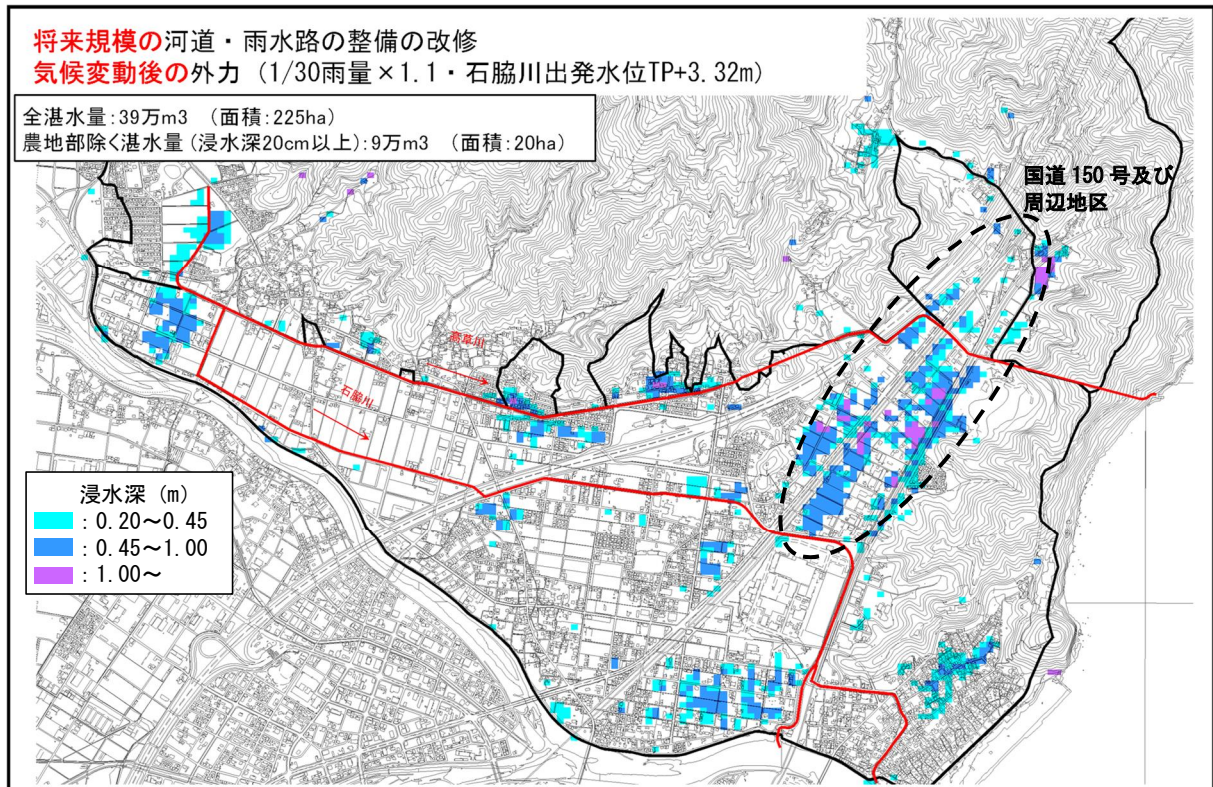 将来規模の河道・雨水路の整備の改修
気候変動後の外力（1/30雨量×1.1・石脇川出発水位TP+3.32m）
全湛水量:39万m3 （面積:225ha）
農地部除く湛水量（浸水深20cm以上）:9万m3 （面積:20ha）
国道150号及び
周辺地区
高草川
石脇川
浸水深（m）
：0.20～0.45
：0.45～1.00
：1.00～